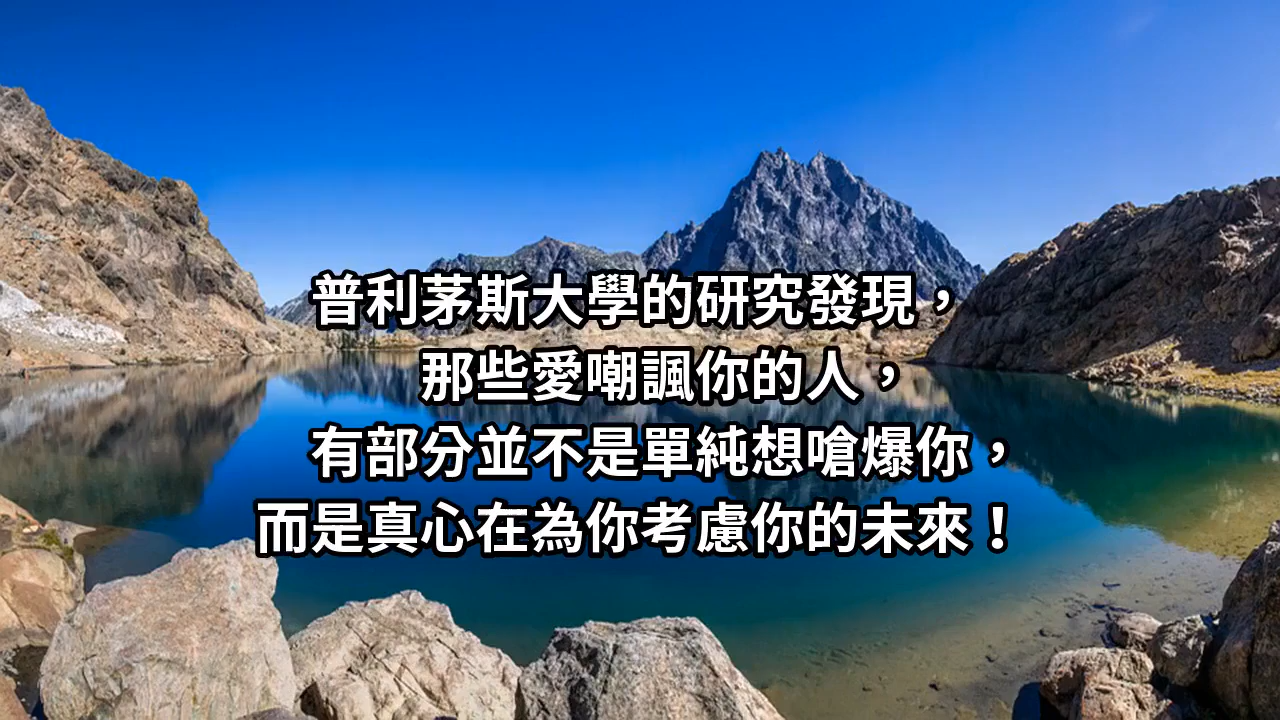 普利茅斯大學的研究發現，
那些愛嘲諷你的人，
有部分並不是單純想嗆爆你，
而是真心在為你考慮你的未來！